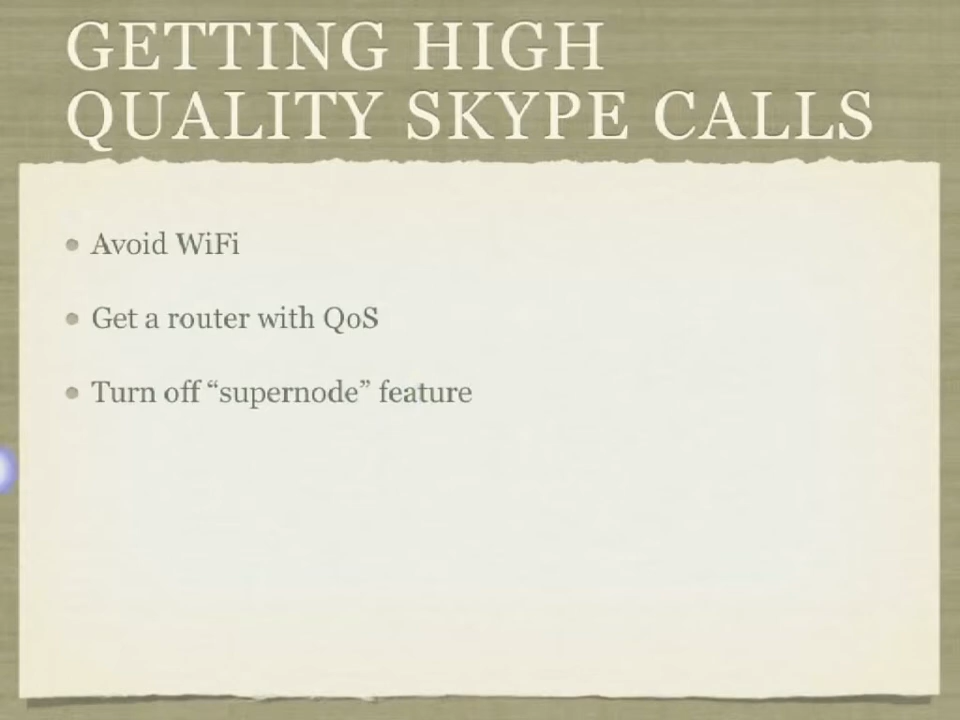 GETTING HIGH
QUALITY SKYPE CALLS
Avoid WiFi
Get a router with QoS
Turn off “supernode” feature